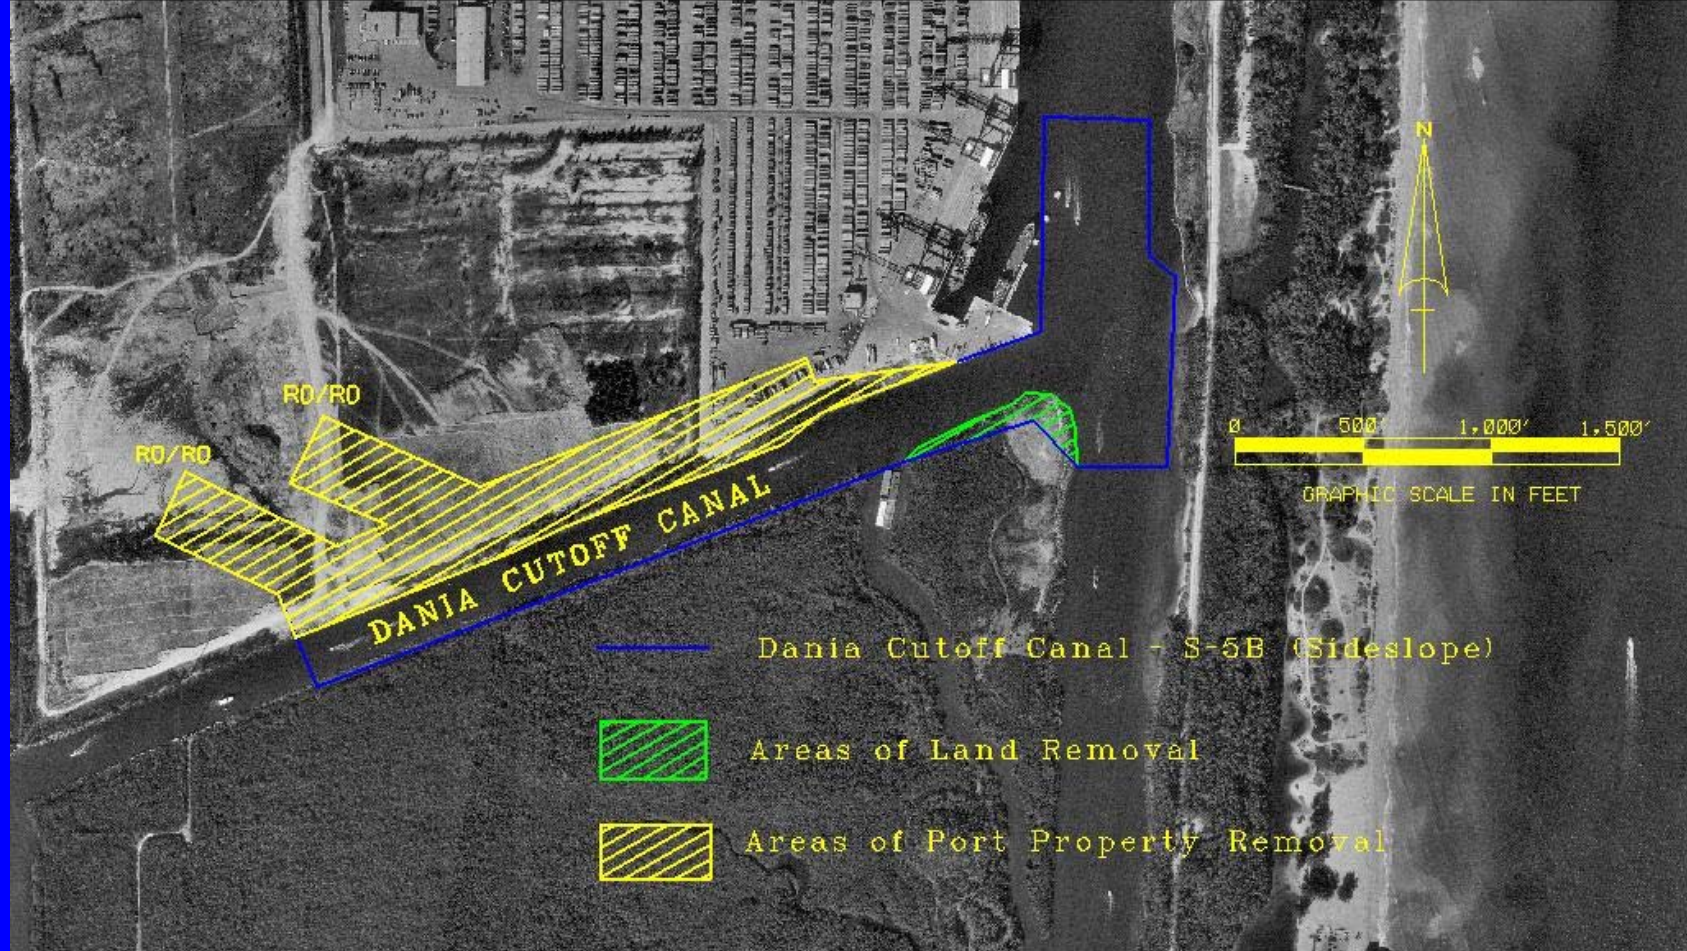 N
RO/RO
RO/RO
0 500' 1,000' 1,500'
GRAPHIC SCALE IN FEET
DANIA CUTOFF CANAL
Dania Cutoff Canal - S-5B (Sideslope)
Areas of Land Removal
Areas of Port Property Removal